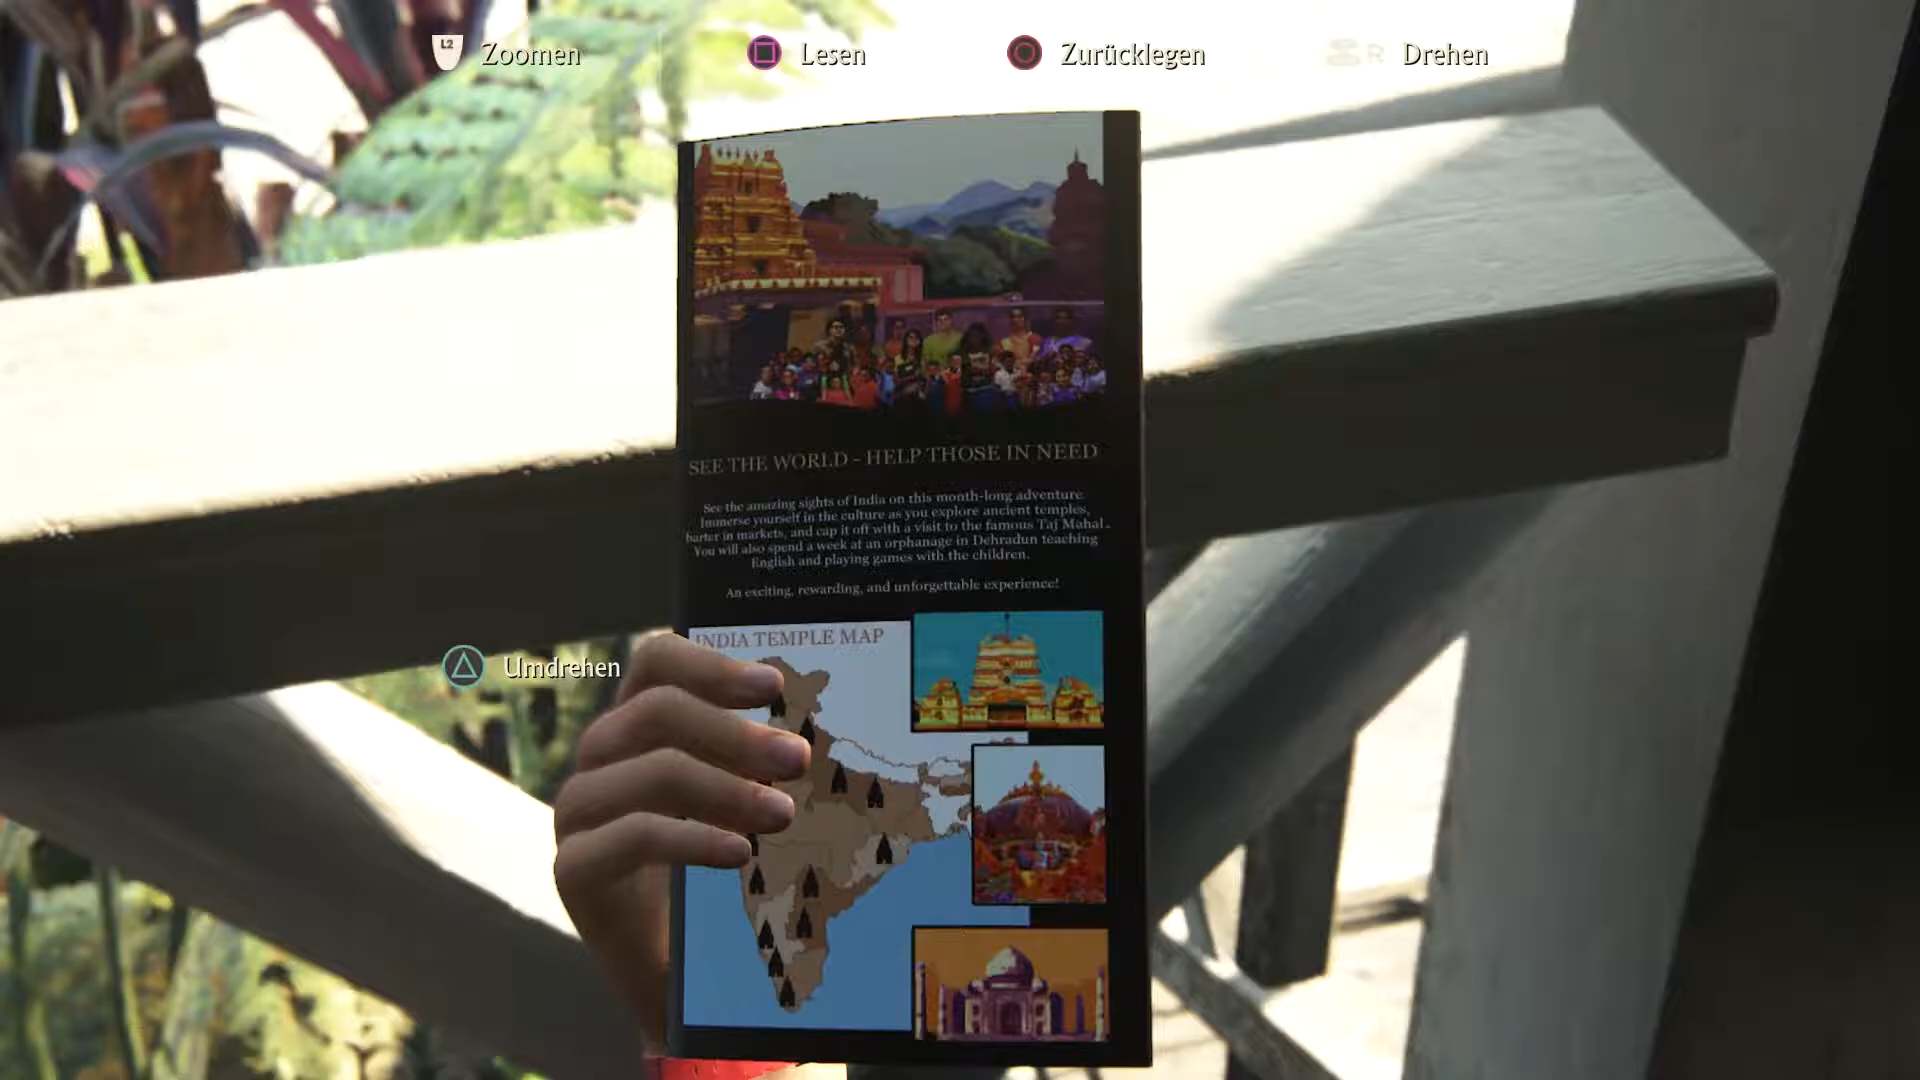 L2 Zoomen
Lesen
Zurücklegen
R Drehen
SEE THE WORLD - HELP THOSE IN NEED
See the amazing sights of India on this month-long adventure.
Immerse yourself in the culture as you explore ancient temples,
barter in markets, and cap it off with a visit to the famous Taj Mahal.
You will also spend a week at an orphanage in Dehradun teaching
English and playing games with the children.
An exciting, rewarding, and unforgettable experience!
INDIA TEMPLE MAP
Umdrehen